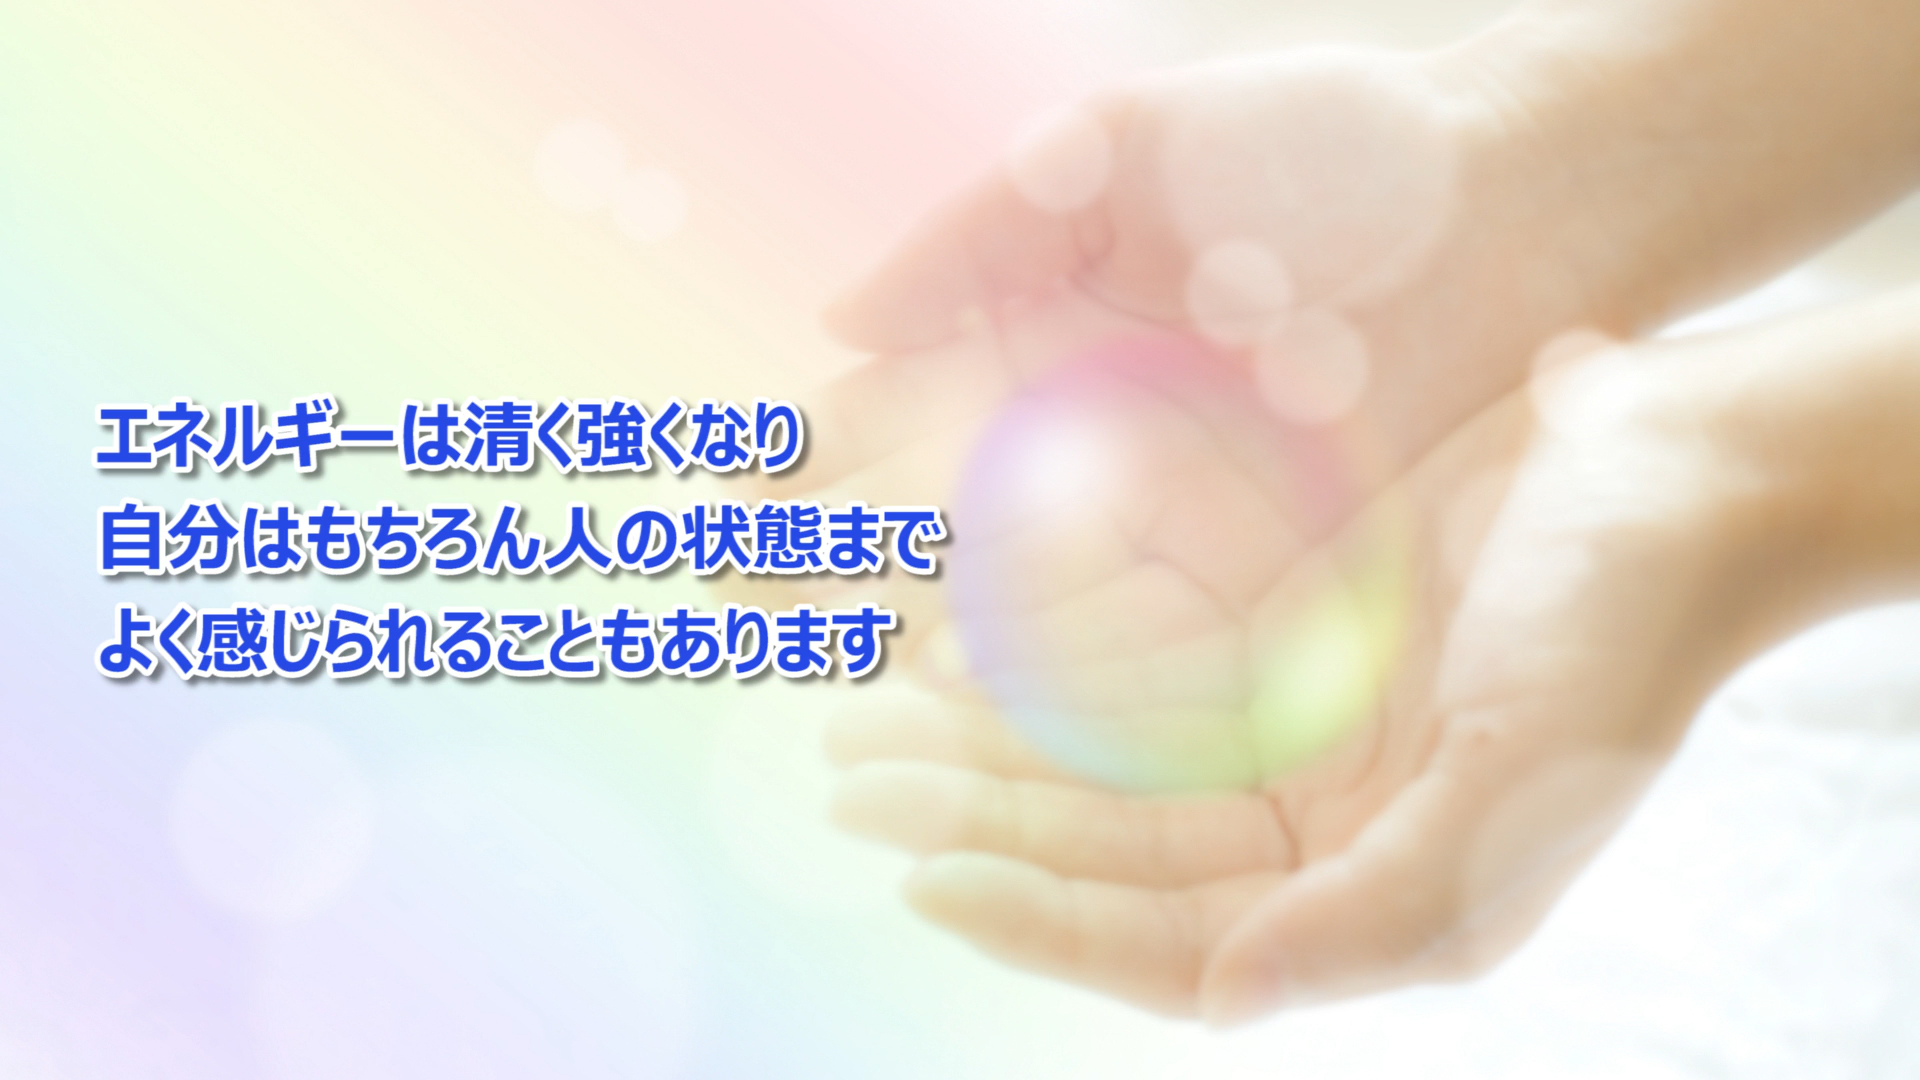 エネルギーは清く強くなり
自分はもちろん人の状態まで
よく感じられることもあります